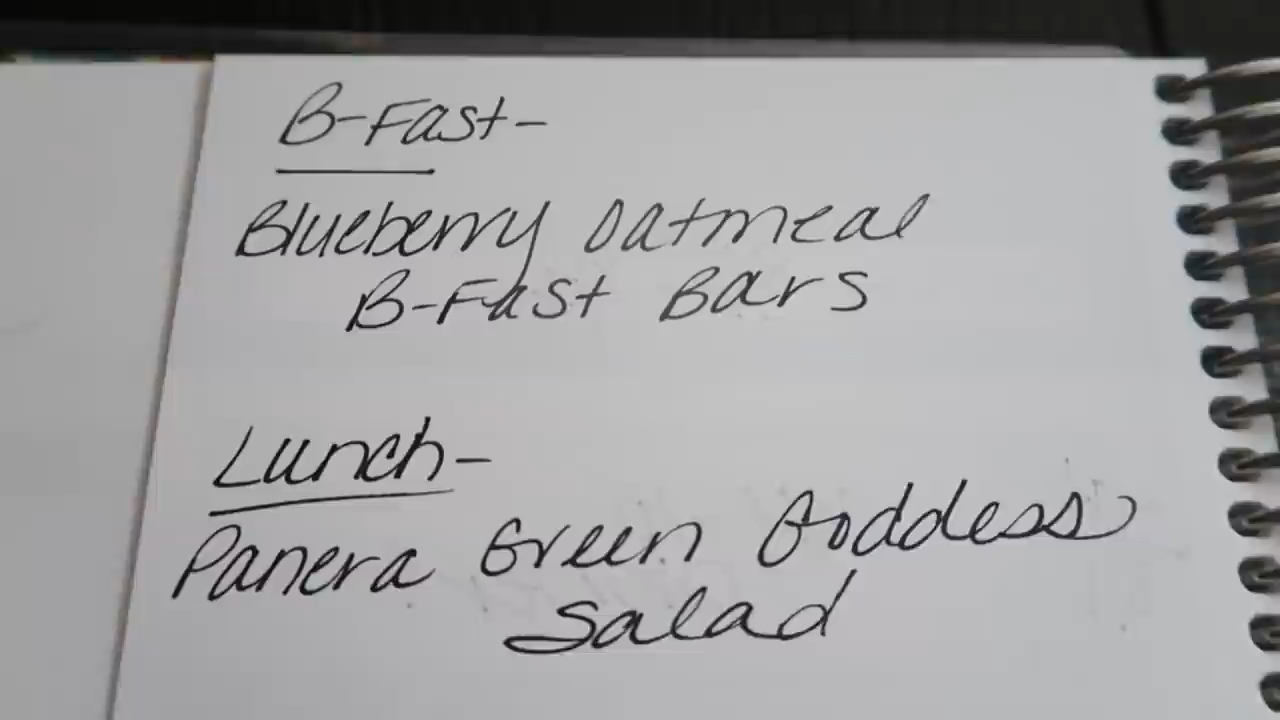 B-Fast-
Blueberry Oatmeal
B-Fast Bars
Lunch-
Panera Green Goddess
Salad